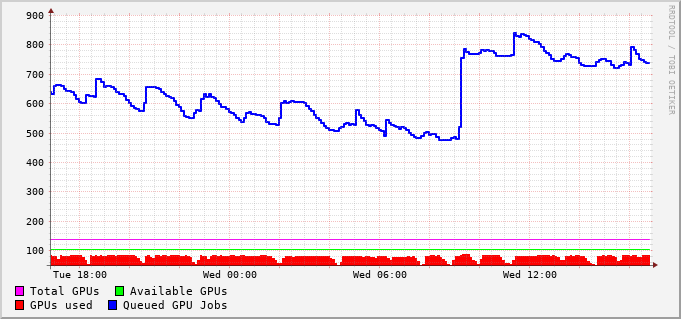 900
800
700
600
500
400
300
200
100
Tue 18:00 Wed 00:00 Wed 06:00 Wed 12:00
Total GPUs Available GPUs
GPUs used Queued GPU Jobs
RRDTOOL / TOBI OETIKER